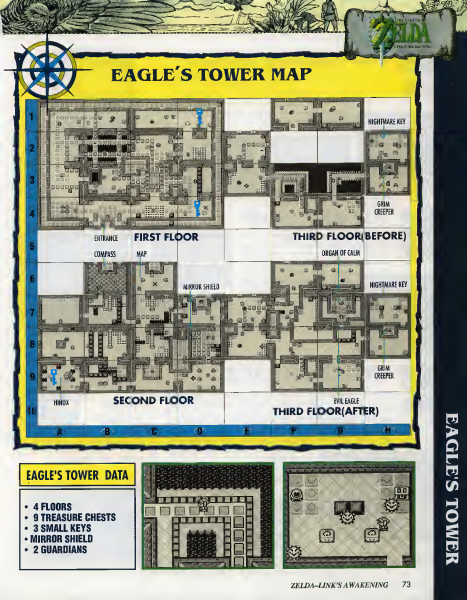 ZELDA
EAGLE'S TOWER MAP
1
2
3
4
5
6
7
8
9
10
NIGHTMARE KEY
GRIM
CREEPER
ENTRANCE
FIRST FLOOR
THIRD FLOOR(BEFORE)
COMPASS
MAP
ORGAN OF CALM
MIRROR SHIELD
NIGHTMARE KEY
GRIM
CREEPER
HINOX
SECOND FLOOR
EVIL EAGLE
THIRD FLOOR(AFTER)
A B C D E F D H
EAGLE'S TOWER DATA
• 4 FLOORS
• 9 TREASURE CHESTS
• 3 SMALL KEYS
• MIRROR SHIELD
• 2 GUARDIANS
EAGLE'S TOWER
ZELDA–LINK'S AWAKENING 73